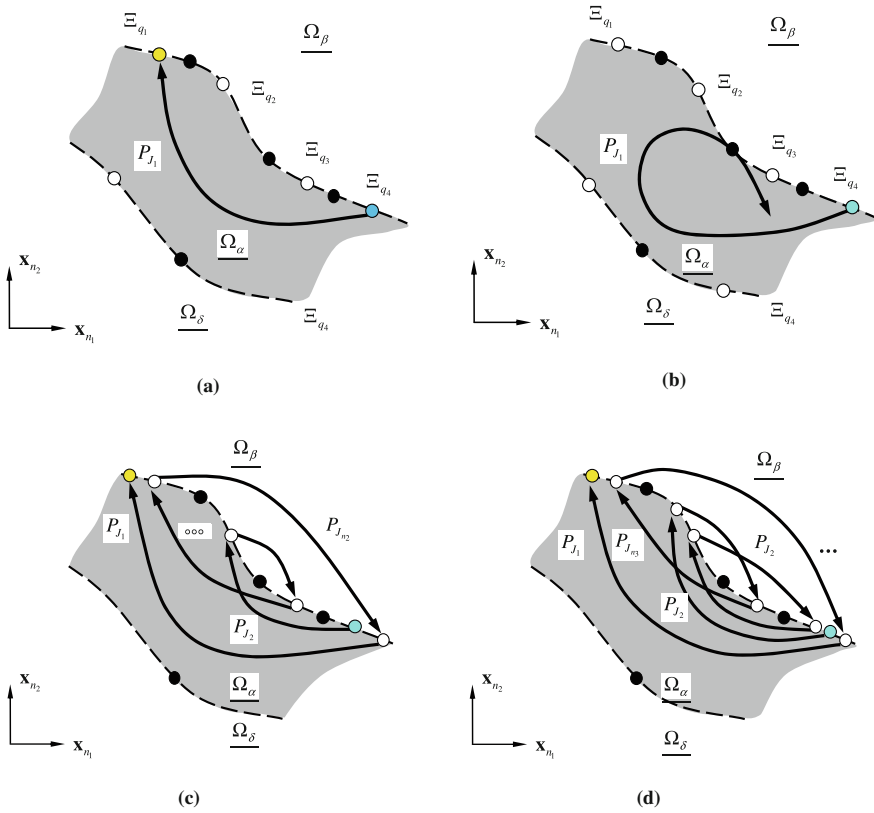 Ξ_{q_1}
Ω_β
Ξ_{q_2}
P_{J_1}
Ξ_{q_3}
Ξ_{q_4}
Ω_α
x_{n_2}
Ω_δ
Ξ_{q_4}
x_{n_1}
(a)
Ξ_{q_1}
Ω_β
Ξ_{q_2}
P_{J_1}
Ξ_{q_3}
Ξ_{q_4}
Ω_α
x_{n_2}
Ω_δ
Ξ_{q_4}
x_{n_1}
(b)
Ω_β
P_{J_1}
P_{J_{n_2}}
P_{J_2}
Ω_α
x_{n_2}
Ω_δ
x_{n_1}
(c)
Ω_β
P_{J_1}
P_{J_{n_3}}
P_{J_2}
...
P_{J_2}
Ω_α
x_{n_2}
Ω_δ
x_{n_1}
(d)